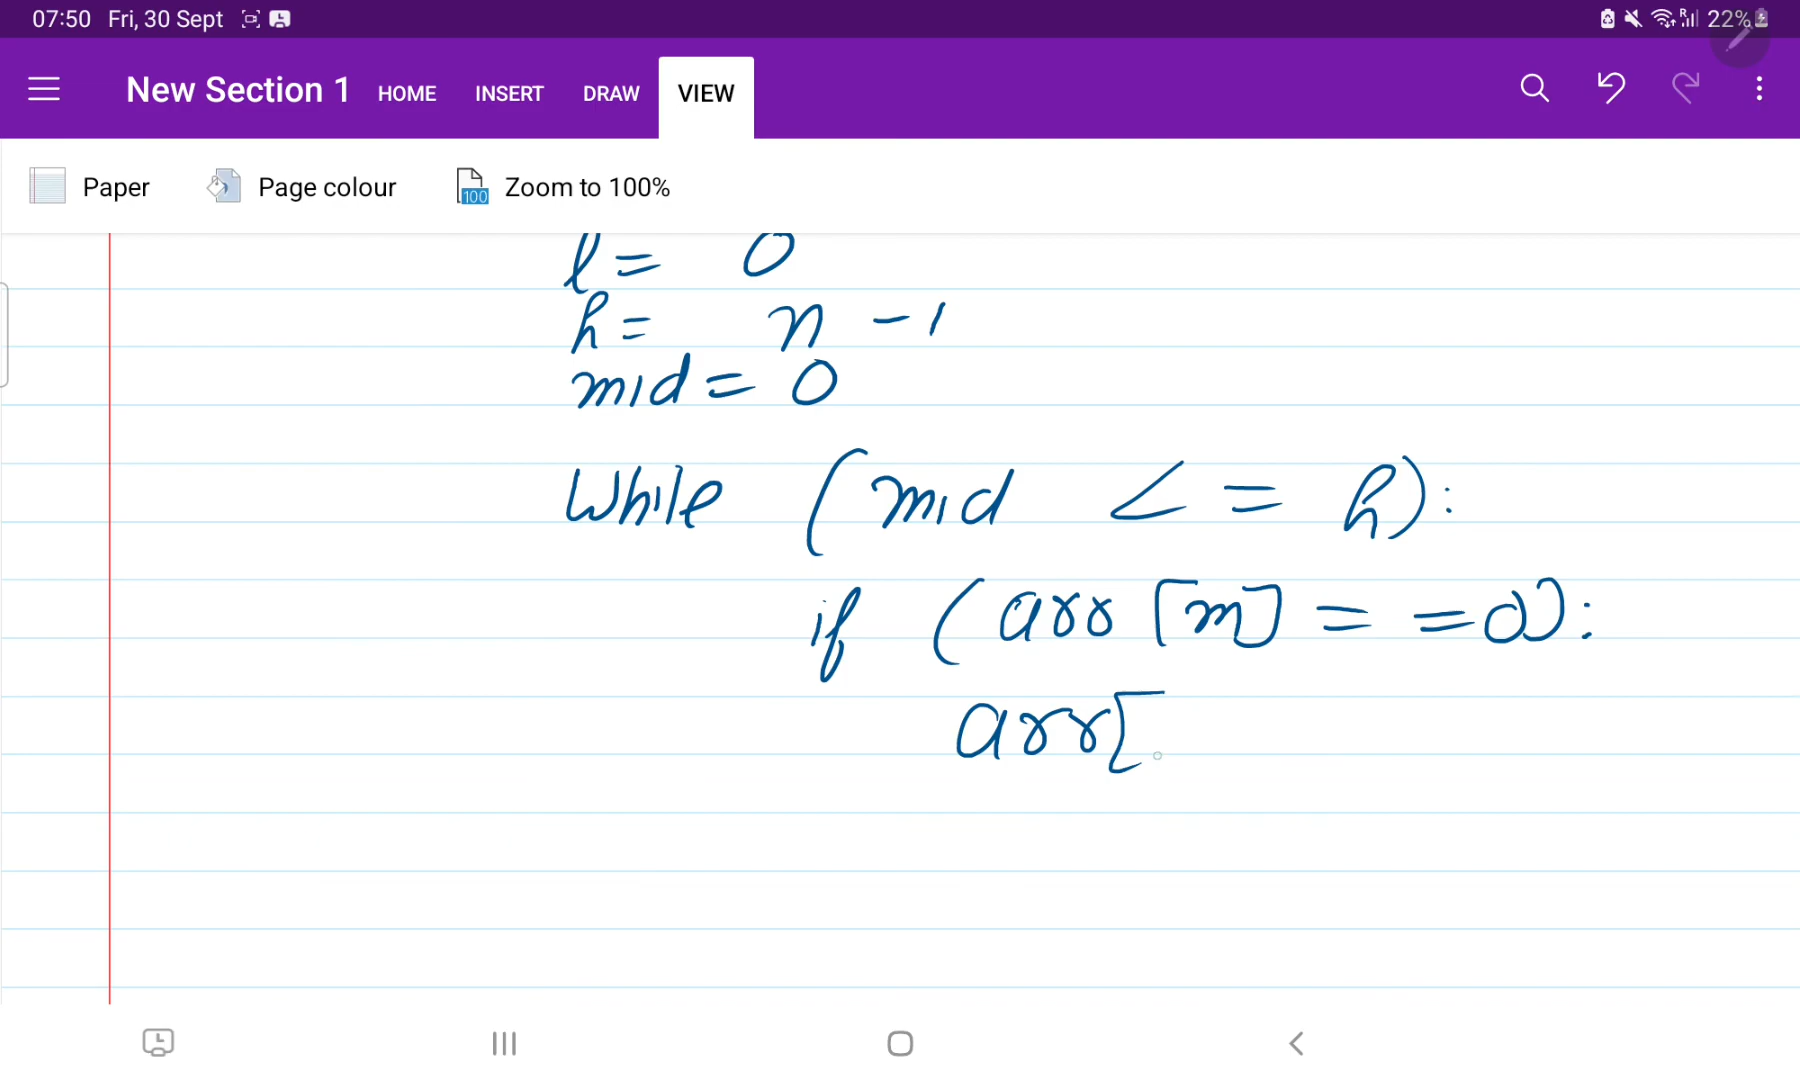 07:50 Fri, 30 Sept 22%
New Section 1 HOME INSERT DRAW VIEW
Paper Page colour 100 Zoom to 100%
l = 0
h = n - 1
mid = 0
While (mid <= h):
if (arr[m] = = 0):
arr[